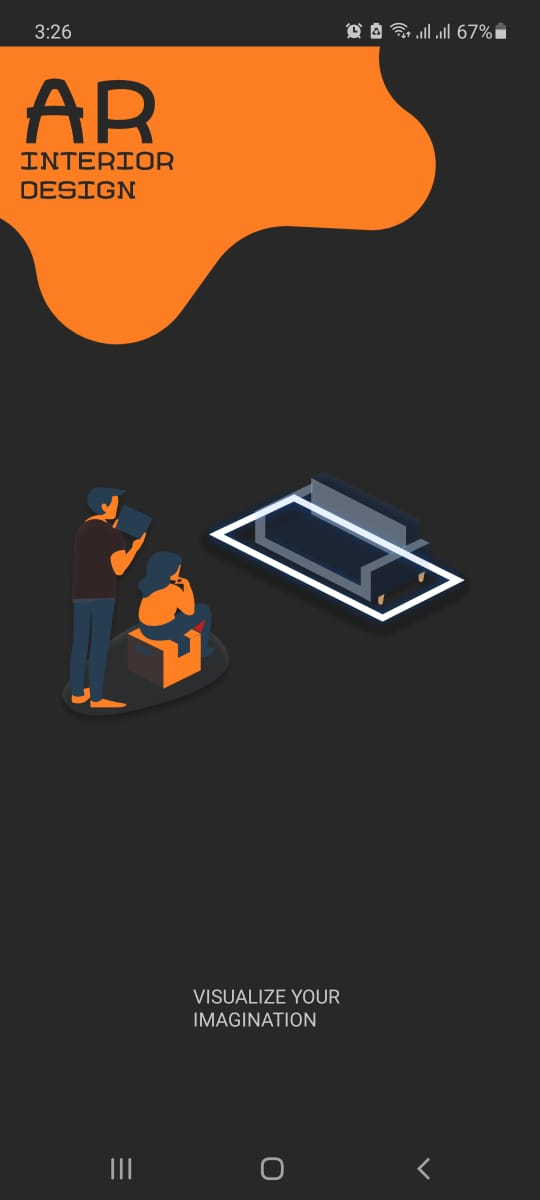 3:26
67%
AR
INTERIOR
DESIGN
VISUALIZE YOUR
IMAGINATION